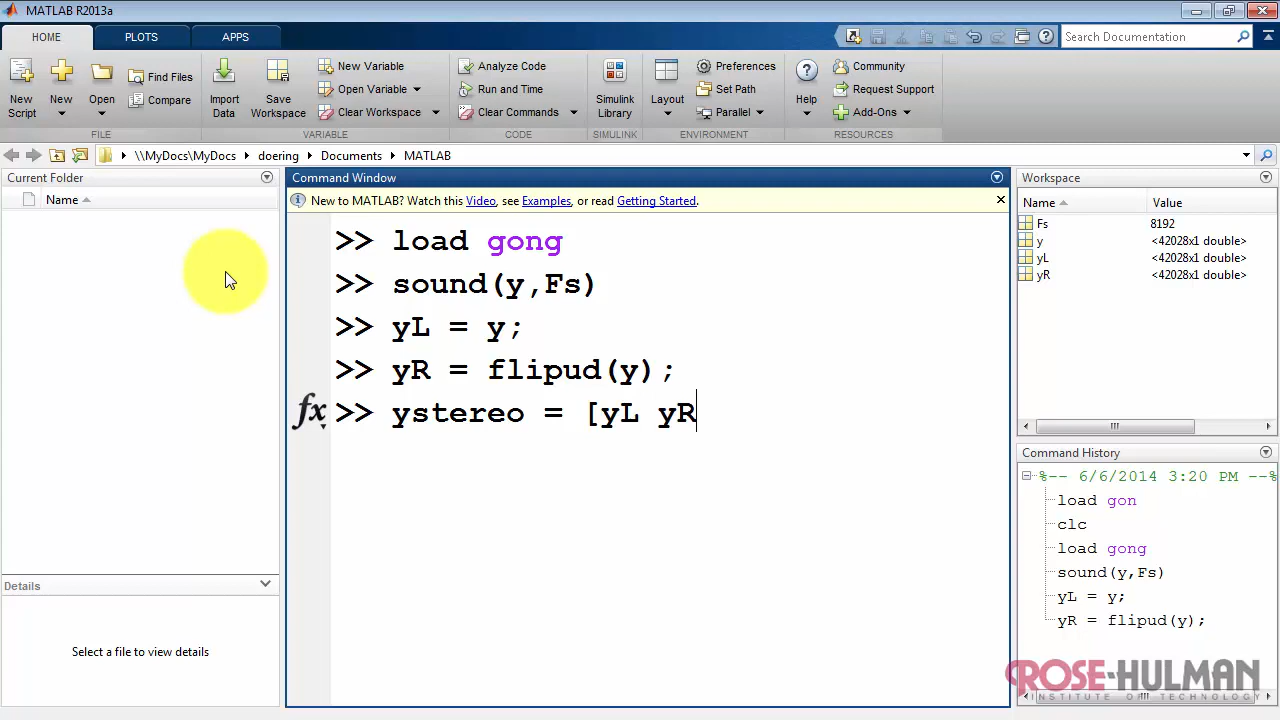 MATLAB R2013a
HOME PLOTS APPS
Search Documentation
New Script
New
Open
Find Files
Compare
FILE
Import Data
Save Workspace
New Variable
Open Variable
Clear Workspace
VARIABLE
Analyze Code
Run and Time
Clear Commands
CODE
Simulink Library
SIMULINK
Layout
Preferences
Set Path
Parallel
ENVIRONMENT
Help
Community
Request Support
Add-Ons
RESOURCES
\\MyDocs\MyDocs doering Documents MATLAB
Current Folder
Name
Details
Select a file to view details
Command Window
New to MATLAB? Watch this Video, see Examples, or read Getting Started.
>> load gong
>> sound(y,Fs)
>> yL = y;
>> yR = flipud(y);
fx >> ystereo = [yL yR
Workspace
Name Value
Fs 8192
y <42028x1 double>
yL <42028x1 double>
yR <42028x1 double>
Command History
%-- 6/6/2014 3:20 PM --%
load gon
clc
load gong
sound(y,Fs)
yL = y;
yR = flipud(y);
ROSE-HULMAN
INSTITUTE OF TECHNOLOGY